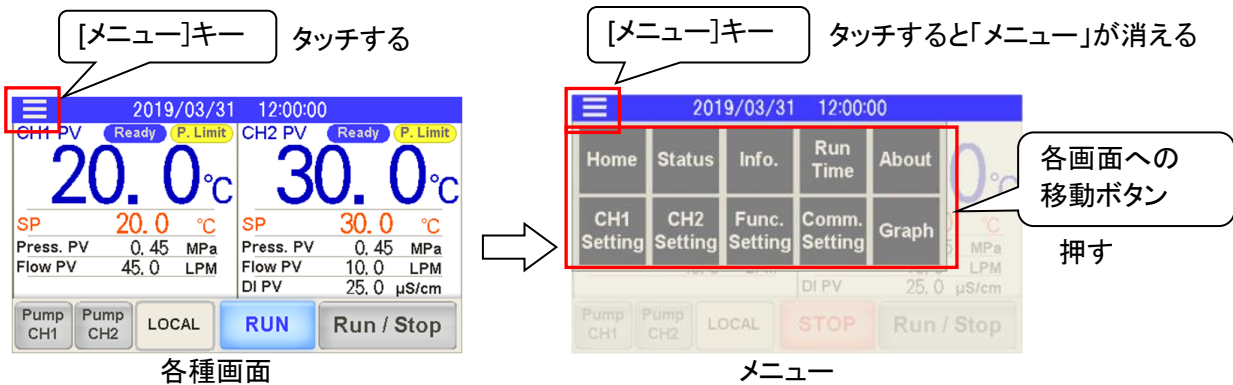 [メニュー]キー
タッチする
2019/03/31 12:00:00
CH1 PV Ready P. Limit
20. 0 ℃
SP 20. 0 ℃
Press. PV 0. 45 MPa
Flow PV 45. 0 LPM
CH2 PV Ready P. Limit
30. 0 ℃
SP 30. 0 ℃
Press. PV 0. 45 MPa
Flow PV 10. 0 LPM
DI PV 25. 0 μS/cm
Pump CH1
Pump CH2
LOCAL
RUN
Run / Stop
各種画面
[メニュー]キー
タッチすると「メニュー」が消える
2019/03/31 12:00:00
Home
Status
Info.
Run
Time
About
CH1
Setting
CH2
Setting
Func.
Setting
Comm.
Setting
Graph
0 ℃
℃
5 MPa
LPM
DI PV 25. 0 μS/cm
Pump CH1
Pump CH2
LOCAL
STOP
Run / Stop
各画面への
移動ボタン
押す
メニュー